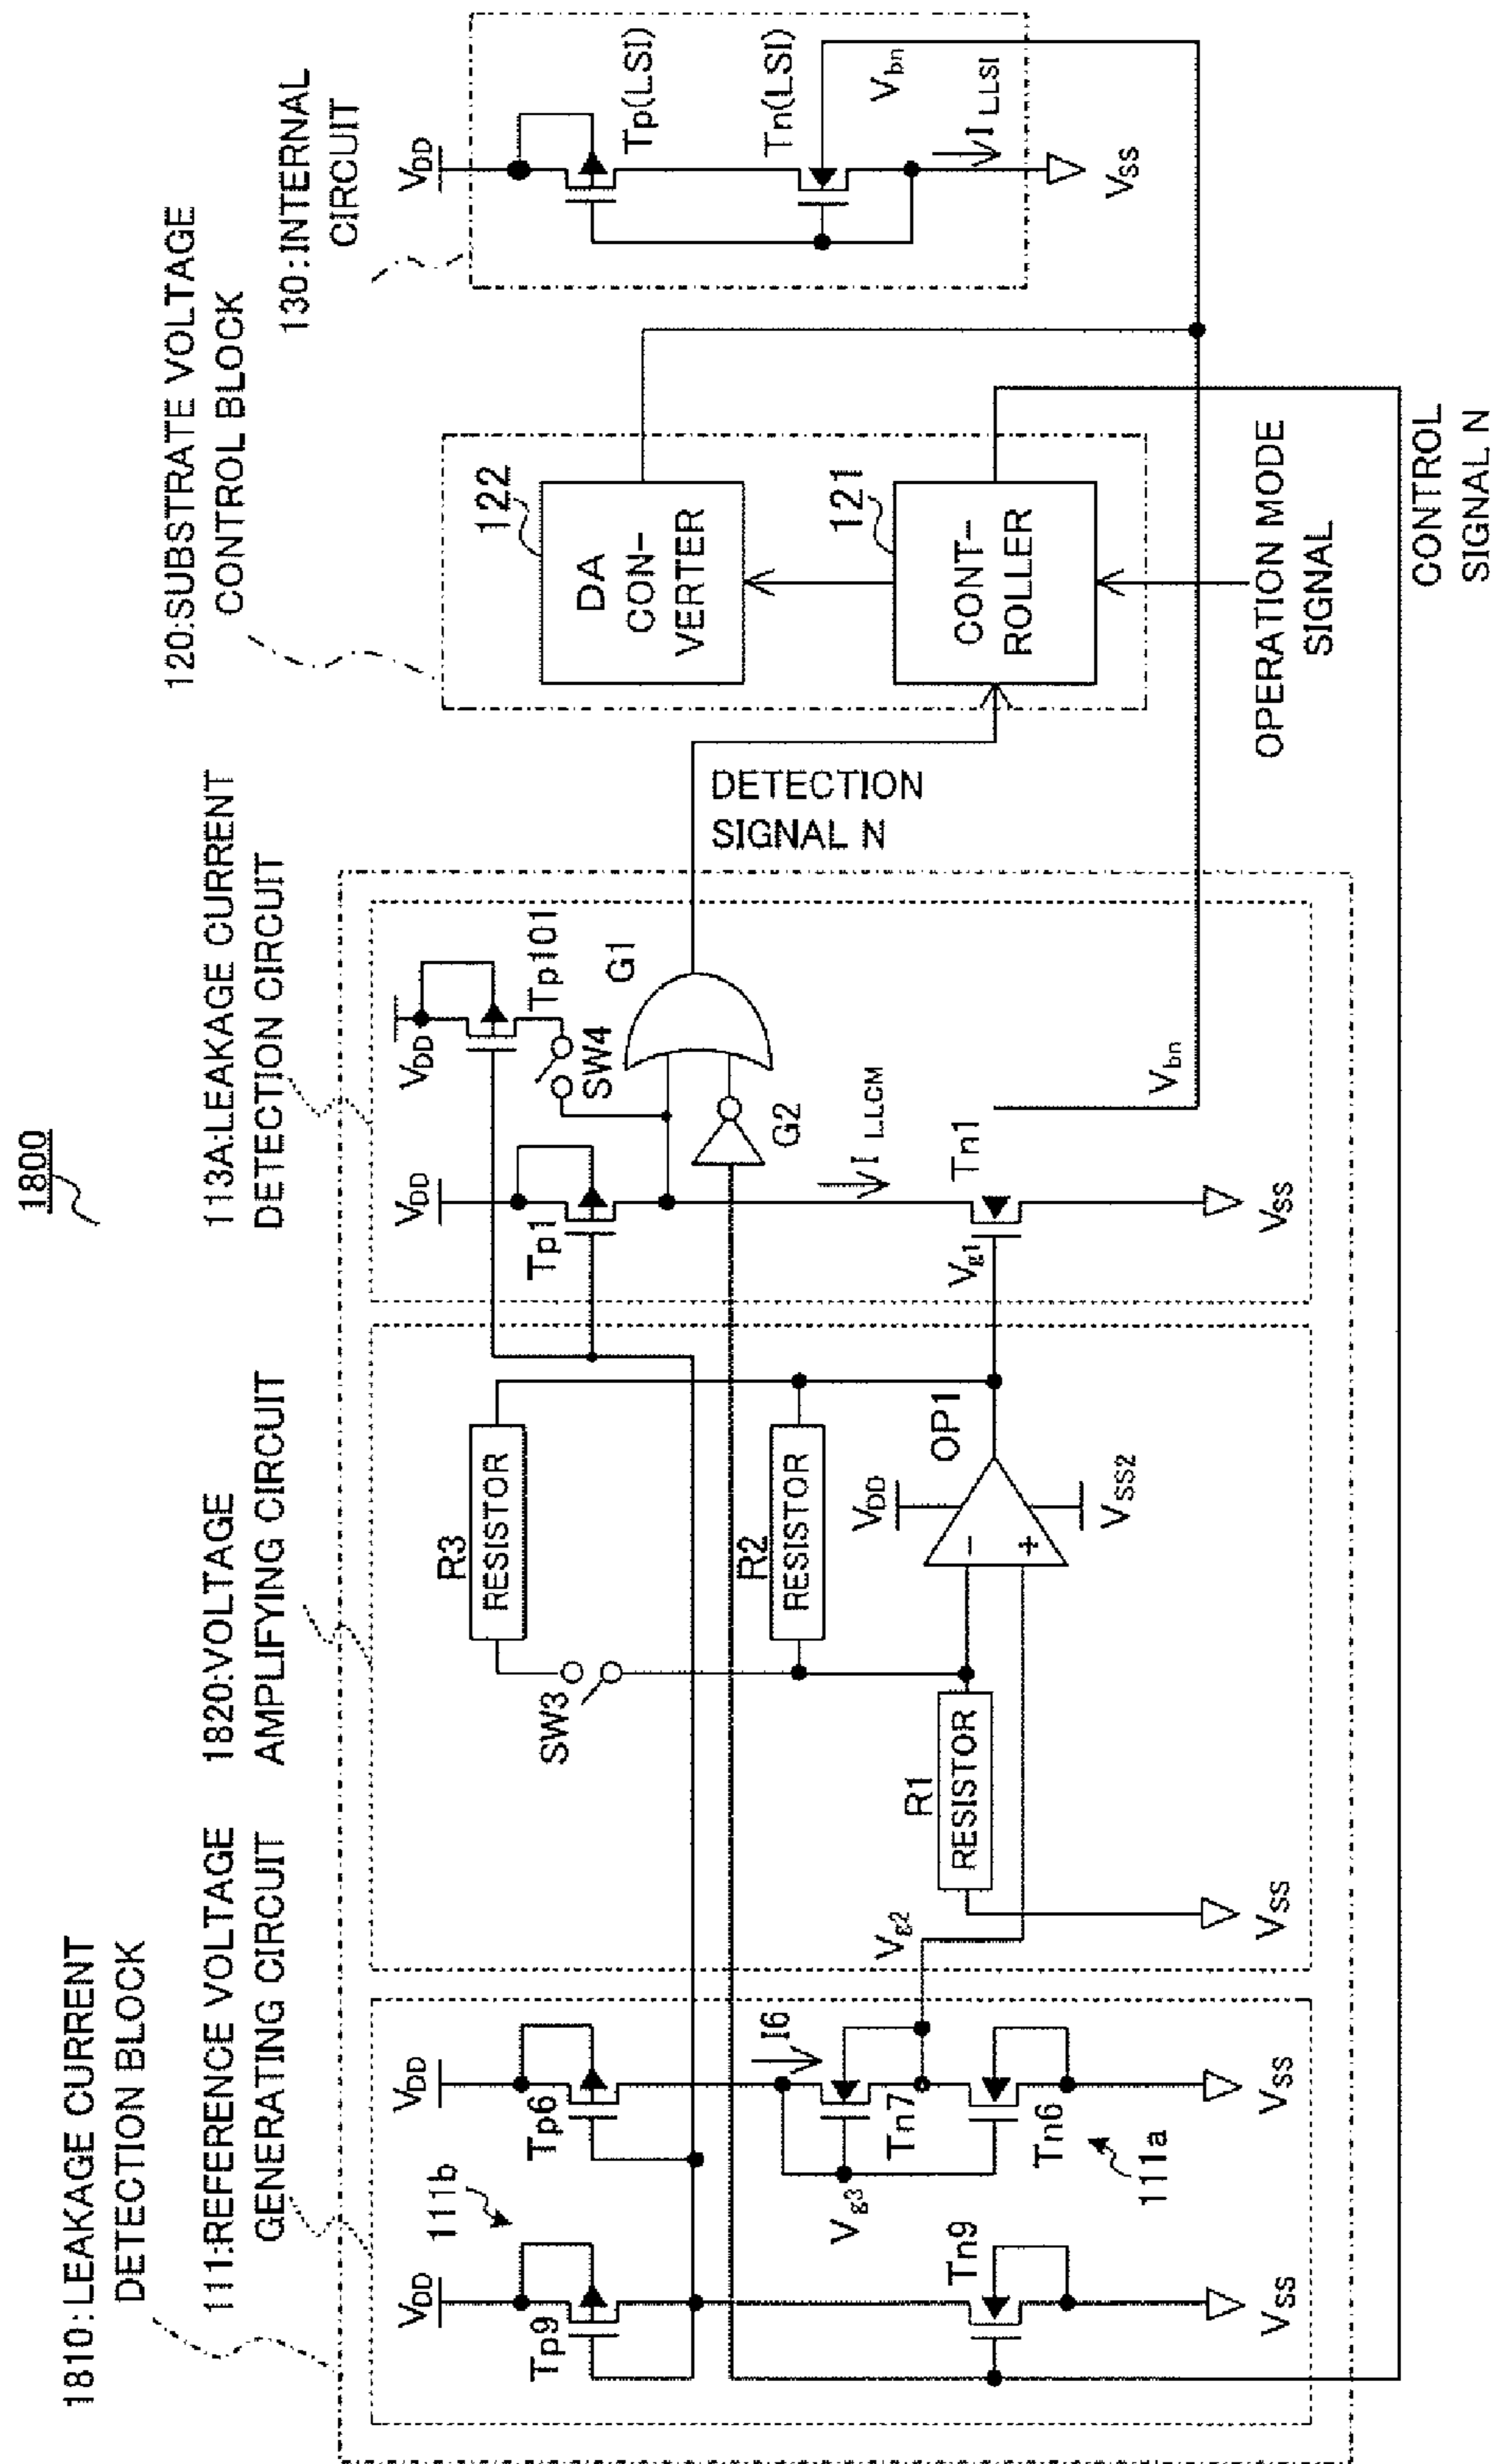 1800
1810:LEAKAGE CURRENT
DETECTION BLOCK
111:REFERENCE VOLTAGE
GENERATING CIRCUIT
1820:VOLTAGE
AMPLIFYING CIRCUIT
113A:LEAKAGE CURRENT
DETECTION CIRCUIT
120:SUBSTRATE VOLTAGE
CONTROL BLOCK
130:INTERNAL
CIRCUIT
VDD
Tp9
111b
VDD
Tp6
I6
Vg3
Tn7
Tn6
111a
Tn9
VSS
VSS
Vg2
R3
RESISTOR
SW3
R2
RESISTOR
R1
RESISTOR
VSS
VDD
OP1
-
+
VSS2
VDD
Tp1
VDD
Tp101
SW4
G1
G2
ILLCM
Vg1
Tn1
Vbn
VSS
DETECTION
SIGNAL N
122
DA
CON-
VERTER
121
CONT-
ROLLER
OPERATION MODE
SIGNAL
CONTROL
SIGNAL N
VDD
Tp(LSI)
Tn(LSI)
Vbn
ILLSI
VSS